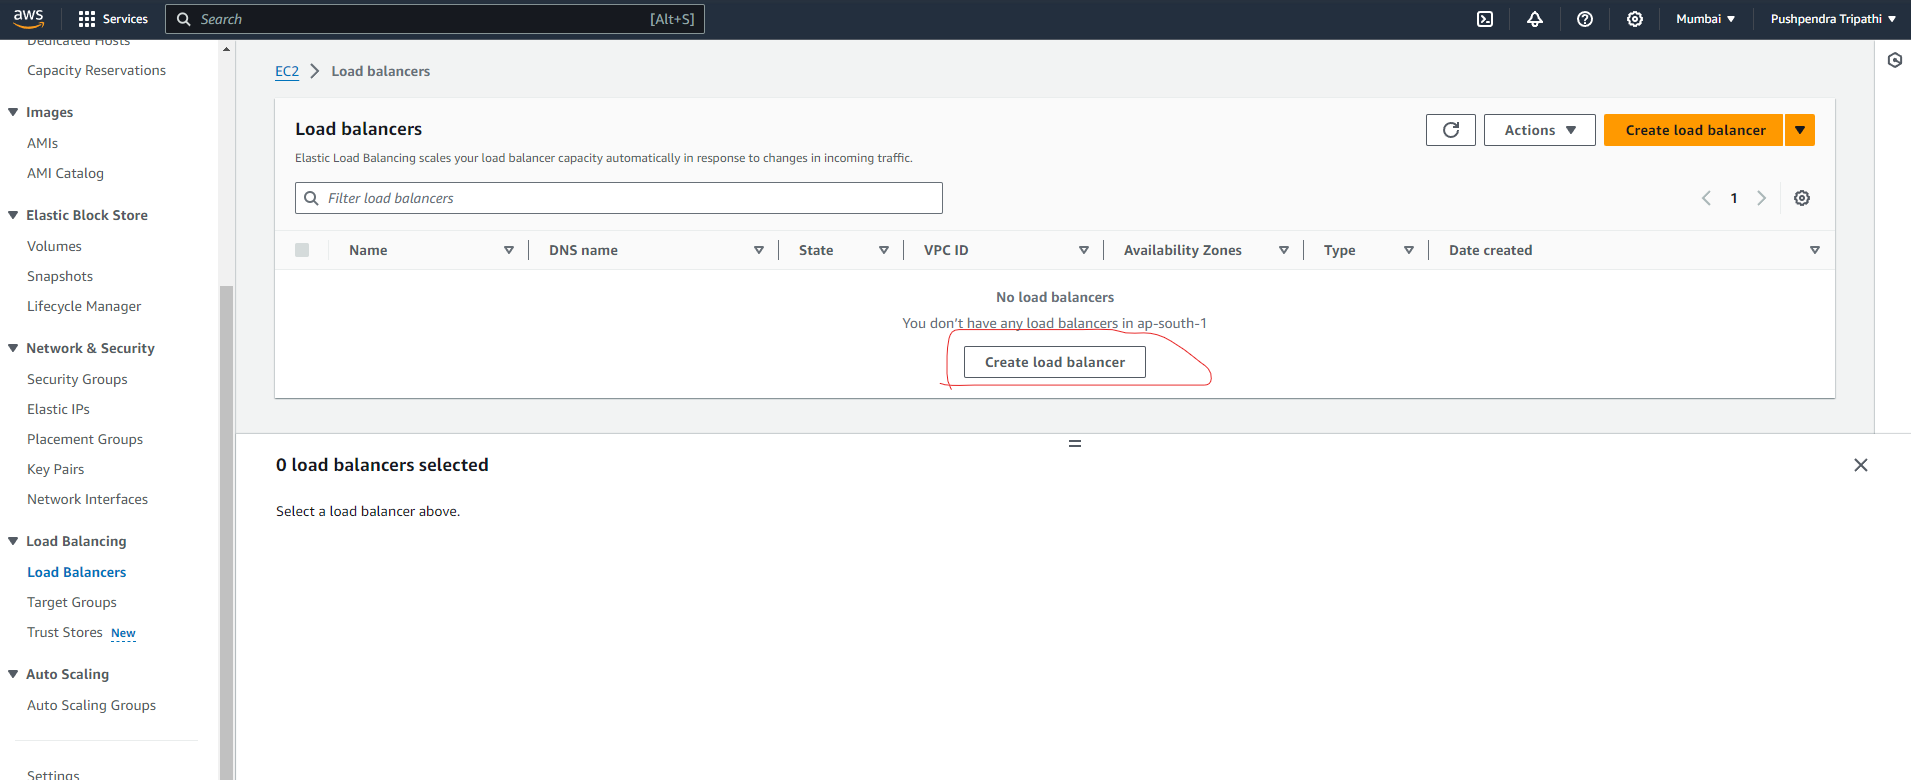 aws Services Search [Alt+S] Mumbai Pushpendra Tripathi
Dedicated Hosts
Capacity Reservations
Images
AMIs
AMI Catalog
Elastic Block Store
Volumes
Snapshots
Lifecycle Manager
Network & Security
Security Groups
Elastic IPs
Placement Groups
Key Pairs
Network Interfaces
Load Balancing
Load Balancers
Target Groups
Trust Stores New
Auto Scaling
Auto Scaling Groups
Settings
EC2 Load balancers
Load balancers
Actions Create load balancer
Elastic Load Balancing scales your load balancer capacity automatically in response to changes in incoming traffic.
Filter load balancers 1
Name DNS name State VPC ID Availability Zones Type Date created
No load balancers
You don't have any load balancers in ap-south-1
Create load balancer
0 load balancers selected
Select a load balancer above.